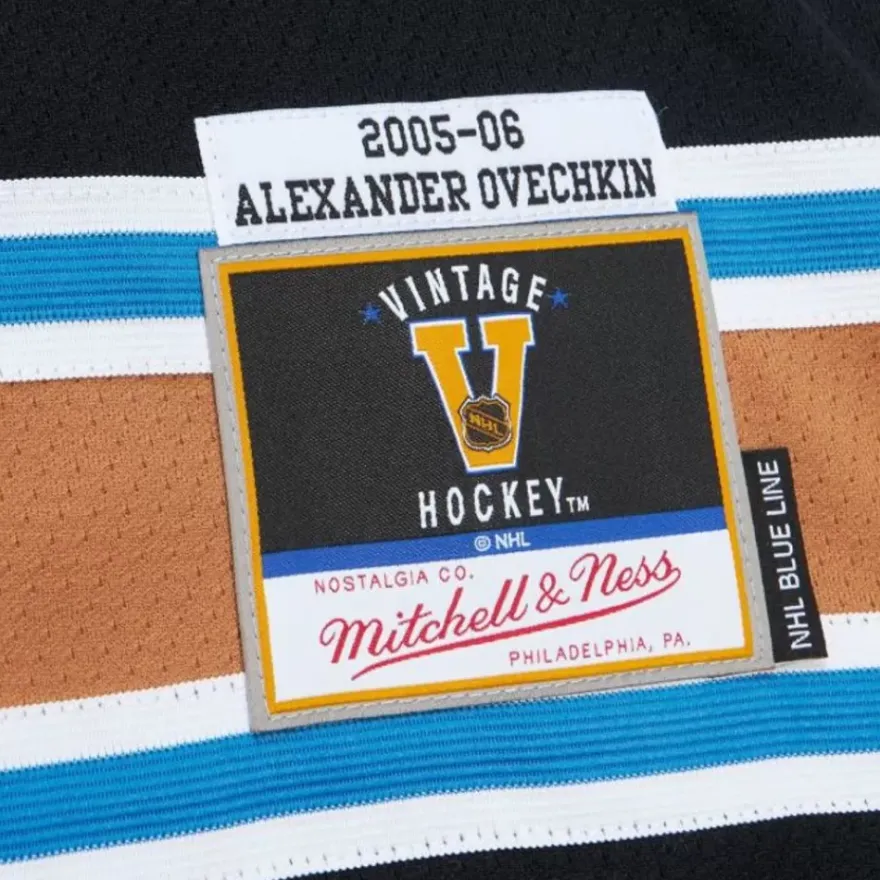 2005-06
ALEXANDER OVECHKIN
VINTAGE
V
NHL
HOCKEY™
© NHL
NOSTALGIA CO.
Mitchell & Ness
PHILADELPHIA, PA.
NHL BLUE LINE